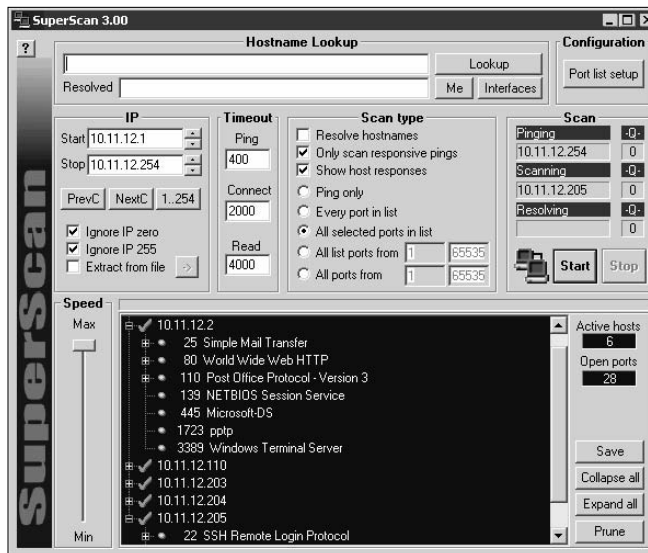 SuperScan 3.00
?
Hostname Lookup
Lookup
Resolved
Me
Interfaces
Configuration
Port list setup
IP
Start 10.11.12.1
Stop 10.11.12.254
PrevC
NextC
1..254
Ignore IP zero
Ignore IP 255
Extract from file
->
Timeout
Ping
400
Connect
2000
Read
4000
Scan type
Resolve hostnames
Only scan responsive pings
Show host responses
Ping only
Every port in list
All selected ports in list
All list ports from 1 65535
All ports from 1 65535
Scan
Pinging -Q-
10.11.12.254 0
Scanning -Q-
10.11.12.205 0
Resolving -Q-
0
Start
Stop
SuperScan
Speed
Max
Min
10.11.12.2
25 Simple Mail Transfer
80 World Wide Web HTTP
110 Post Office Protocol - Version 3
139 NETBIOS Session Service
445 Microsoft-DS
1723 pptp
3389 Windows Terminal Server
10.11.12.110
10.11.12.203
10.11.12.204
10.11.12.205
22 SSH Remote Login Protocol
Active hosts
6
Open ports
28
Save
Collapse all
Expand all
Prune